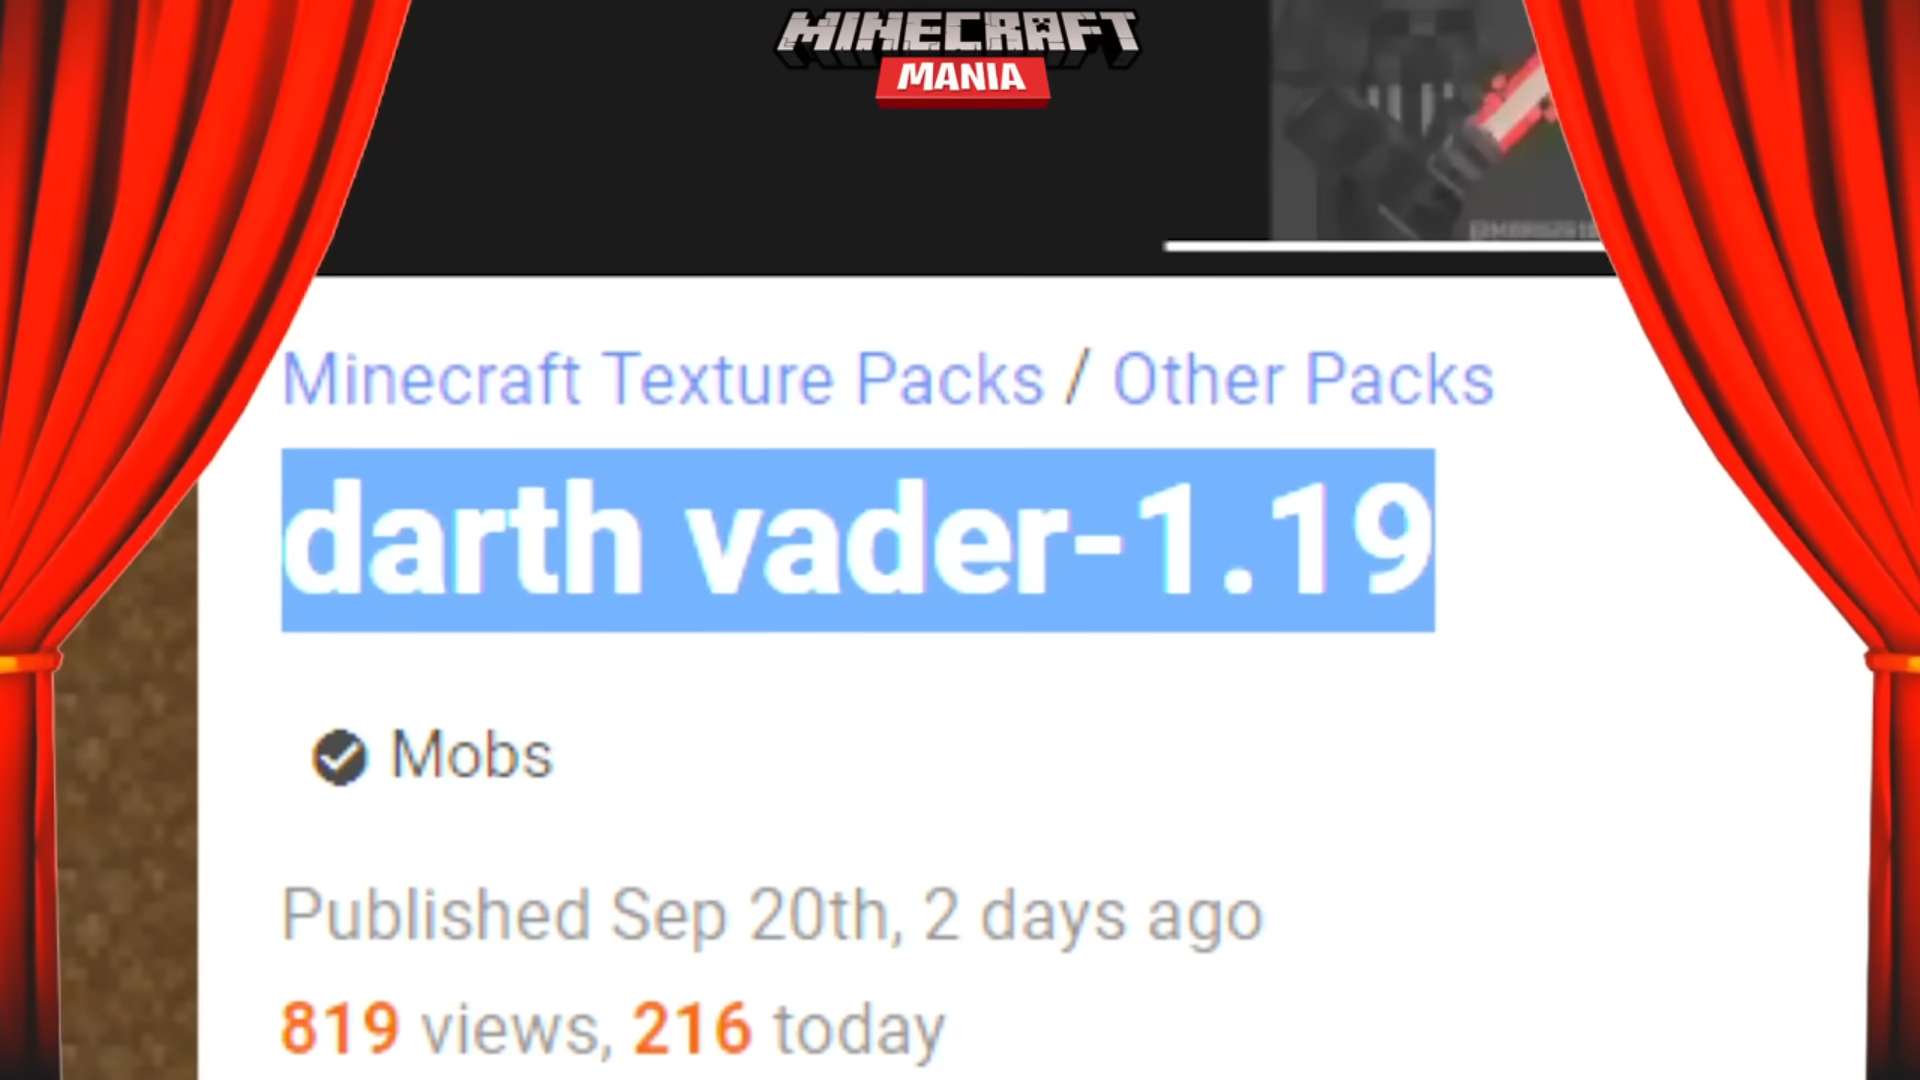 MINECRAFT
MANIA
Minecraft Texture Packs / Other Packs
darth vader-1.19
Mobs
Published Sep 20th, 2 days ago
819 views, 216 today